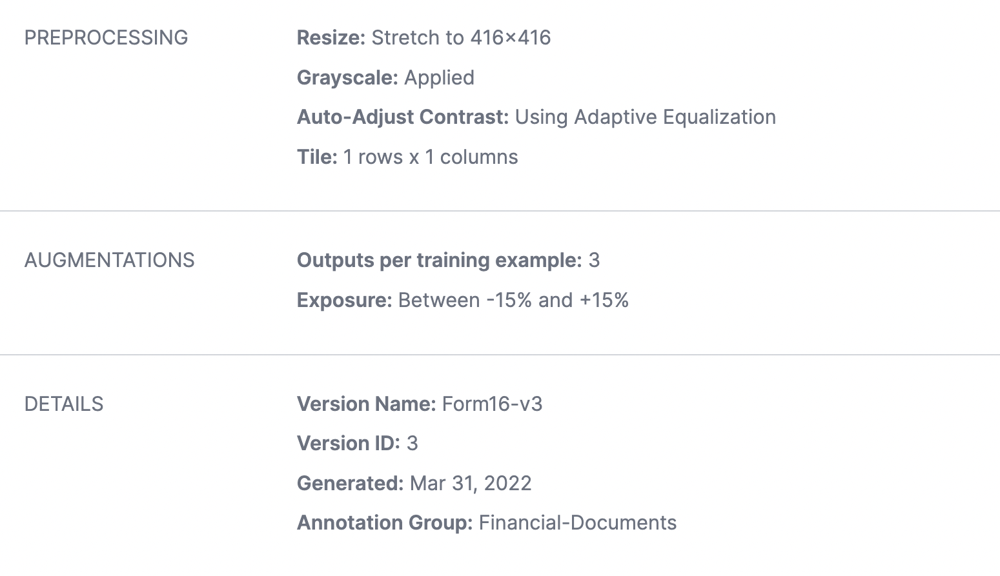 PREPROCESSING
Resize: Stretch to 416×416
Grayscale: Applied
Auto-Adjust Contrast: Using Adaptive Equalization
Tile: 1 rows x 1 columns
AUGMENTATIONS
Outputs per training example: 3
Exposure: Between -15% and +15%
DETAILS
Version Name: Form16-v3
Version ID: 3
Generated: Mar 31, 2022
Annotation Group: Financial-Documents